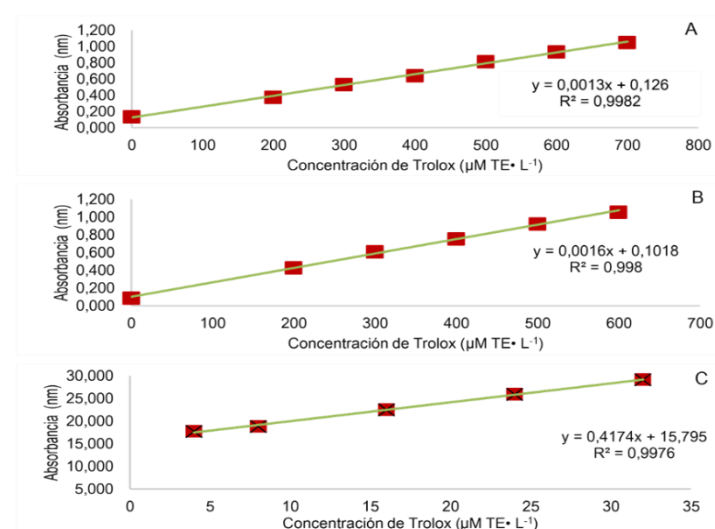 A
Absorbancia (nm)
1,200
1,000
0,800
0,600
0,400
0,200
0,000
y = 0,0013x + 0,126
R² = 0,9982
0 100 200 300 400 500 600 700 800
Concentración de Trolox (µM TE• L⁻¹)
B
Absorbancia (nm)
1,200
1,000
0,800
0,600
0,400
0,200
0,000
y = 0,0016x + 0,1018
R² = 0,998
0 100 200 300 400 500 600 700
Concentración de Trolox (µM TE• L⁻¹)
C
Absorbancia (nm)
30,000
25,000
20,000
15,000
10,000
5,000
y = 0,4174x + 15,795
R² = 0,9976
0 5 10 15 20 25 30 35
Concentración de Trolox (µM TE• L⁻¹)